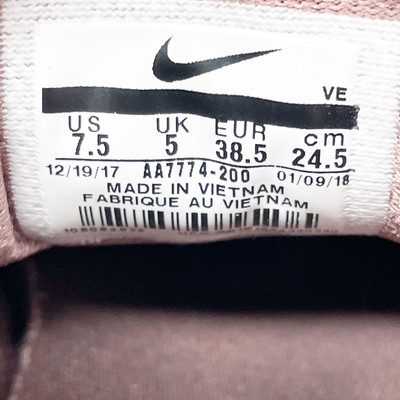 VE
US UK EUR cm
7.5 5 38.5 24.5
12/19/17 AA7774-200 01/09/18
MADE IN VIETNAM
FABRIQUE AU VIETNAM